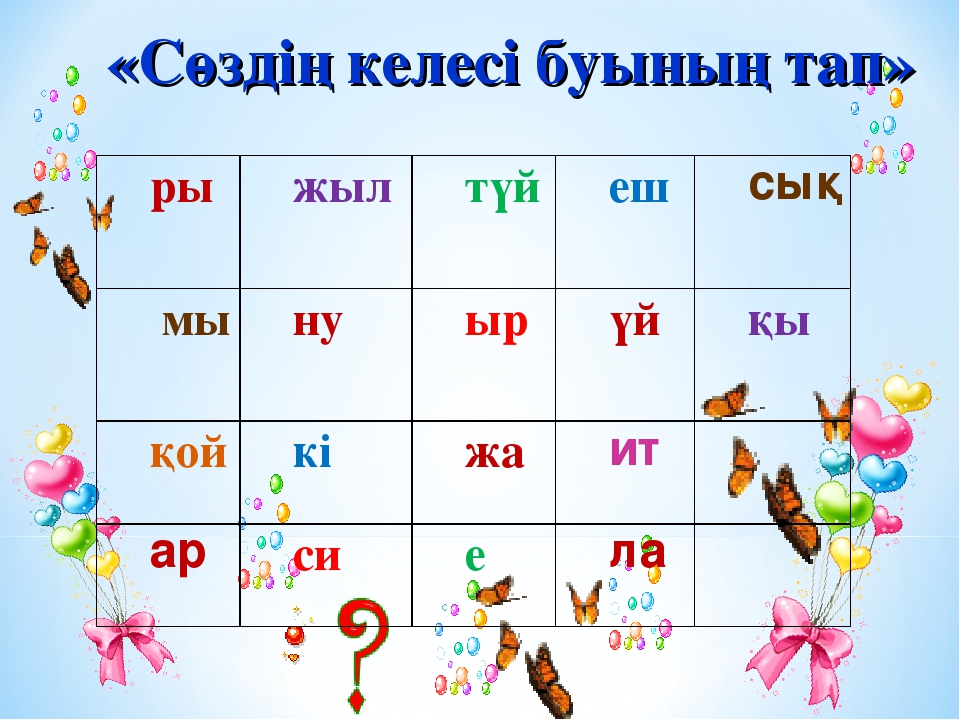 «Сөздің келесі буының тап»
ры жыл түй еш сық
мы ну ыр үй қы
қой кі жа ит
ар си е ла